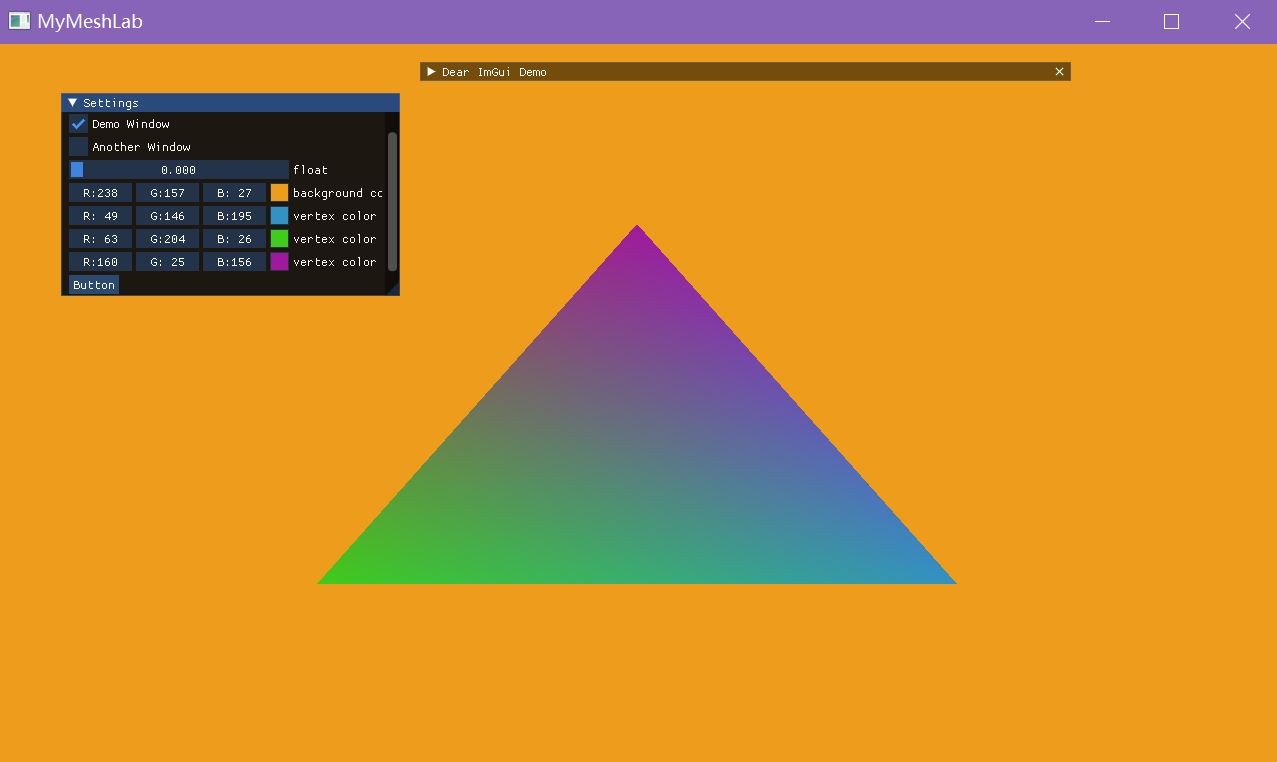 MyMeshLab
Dear ImGui Demo
Settings
Demo Window
Another Window
0.000 float
R:238 G:157 B: 27 background co
R: 49 G:146 B:195 vertex color
R: 63 G:204 B: 26 vertex color
R:160 G: 25 B:156 vertex color
Button